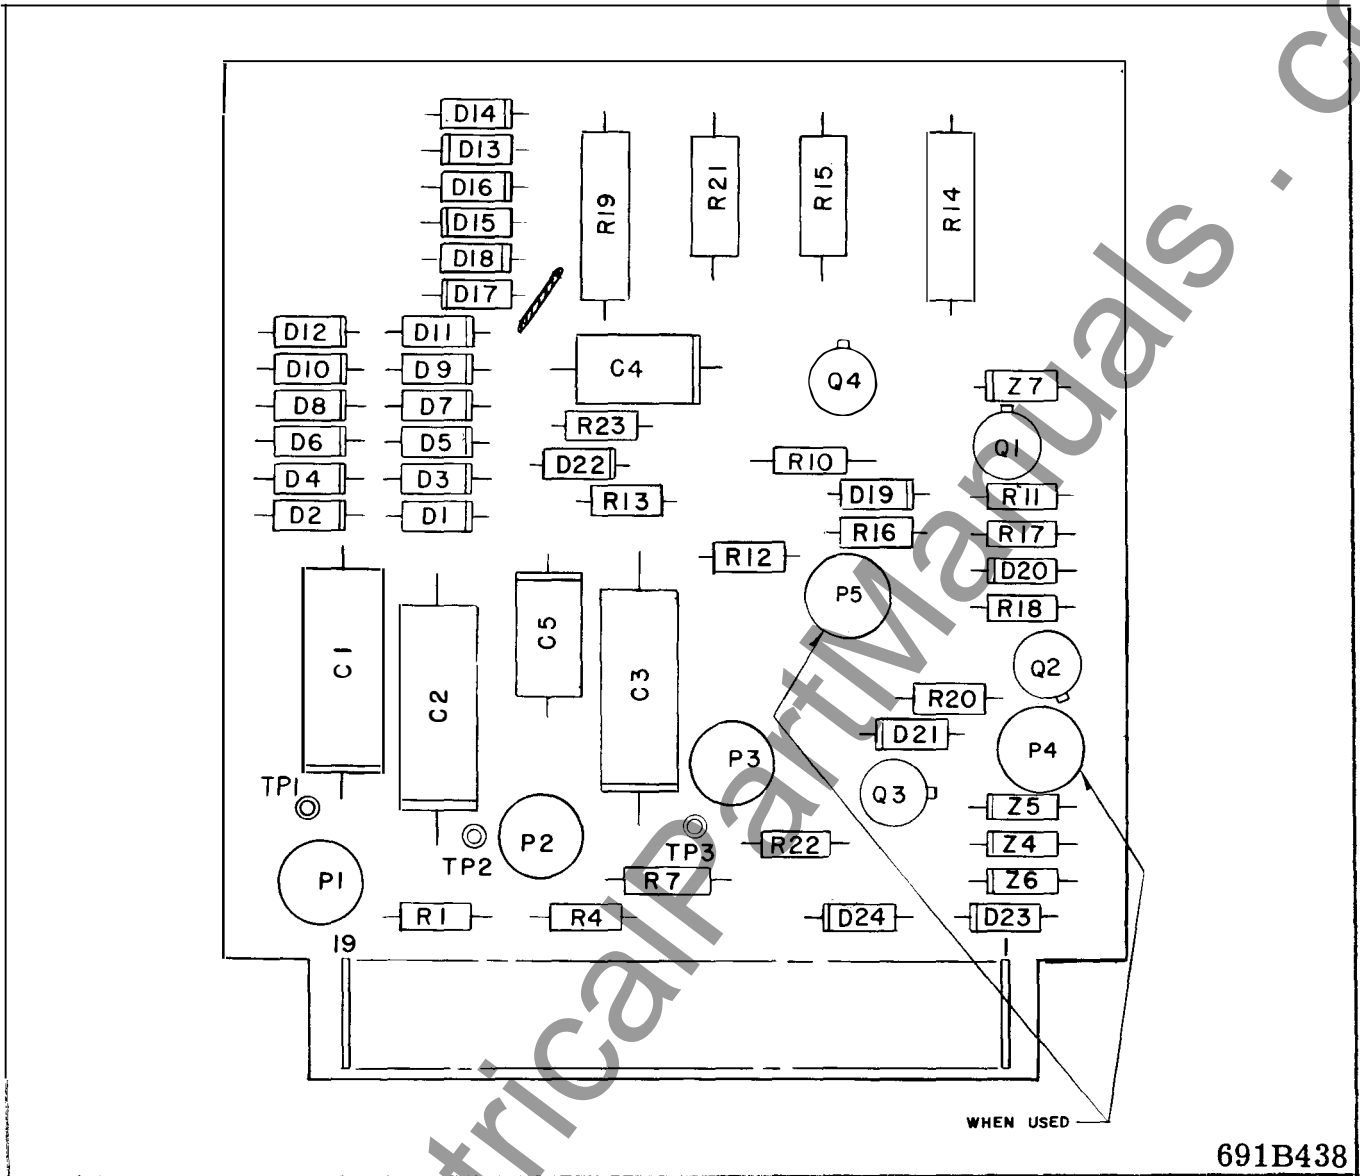 D14
D13
D16
D15
D18
D17
R19
R21
R15
R14
D12
D11
D10
D9
D8
D7
D6
D5
D4
D3
D2
D1
C4
Q4
Z7
R23
Q1
D22
R10
R13
D19
R11
R16
R17
R12
D20
P5
R18
C1
C2
C5
C3
Q2
R20
D21
P4
P3
Q3
TP1
Z5
P2
TP2
TP3
R22
Z4
P1
R7
Z6
R1
R4
D24
D23
19
1
WHEN USED
691B438
tricalPartManuals . co